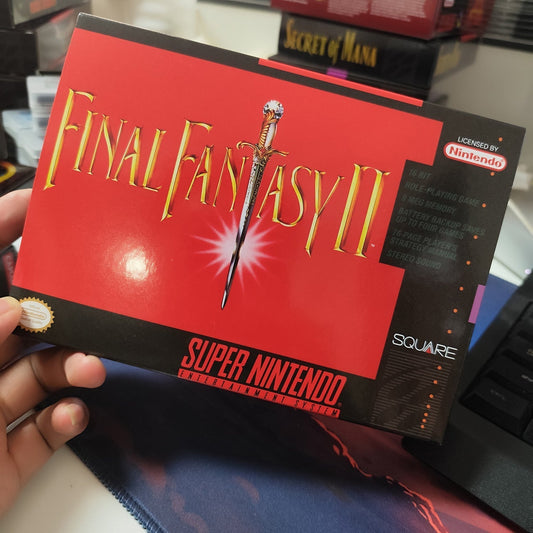 SECRET of MANA
FINAL FANTASY II
TM
LICENSED BY
Nintendo
16-BIT
ROLE-PLAYING GAME
8 MEG MEMORY
BATTERY BACKUP SAVES
UP TO FOUR GAMES
76 PAGE PLAYER'S
STRATEGY MANUAL
STEREO SOUND
SQUARE
SUPER NINTENDO
ENTERTAINMENT SYSTEM